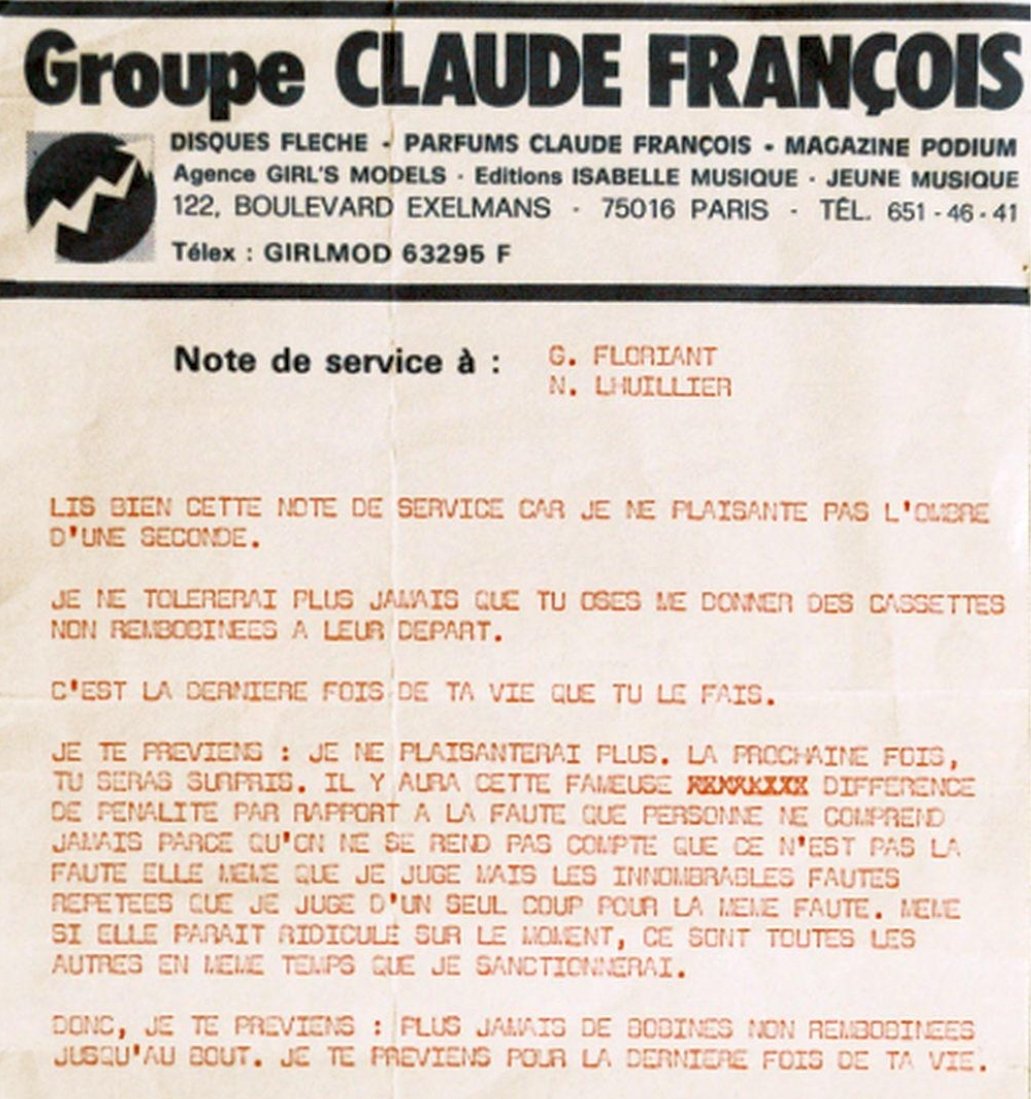 Groupe CLAUDE FRANÇOIS
DISQUES FLECHE - PARFUMS CLAUDE FRANÇOIS - MAGAZINE PODIUM
Agence GIRL'S MODELS - Editions ISABELLE MUSIQUE - JEUNE MUSIQUE
122, BOULEVARD EXELMANS - 75016 PARIS - TÉL. 651-46-41
Télex : GIRLMOD 63295 F
Note de service à : G. FLORIANT
N. LHUILLIER
LIS BIEN CETTE NOTE DE SERVICE CAR JE NE PLAISANTE PAS L'OMBRE
D'UNE SECONDE.
JE NE TOLERERAI PLUS JAMAIS QUE TU OSES ME DONNER DES CASSETTES
NON REMBOBINEES A LEUR DEPART.
C'EST LA DERNIERE FOIS DE TA VIE QUE TU LE FAIS.
JE TE PREVIENS : JE NE PLAISANTERAI PLUS. LA PROCHAINE FOIS,
TU SERAS SURPRIS. IL Y AURA CETTE FAMEUSE DIFFERENCE
DE PENALITE PAR RAPPORT A LA FAUTE QUE PERSONNE NE COMPREND
JAMAIS PARCE QU'ON NE SE REND PAS COMPTE QUE CE N'EST PAS LA
FAUTE ELLE MEME QUE JE JUGE MAIS LES INNOMBRABLES FAUTES
REPETEES QUE JE JUGE D'UN SEUL COUP POUR LA MEME FAUTE. MEME
SI ELLE PARAIT RIDICULE SUR LE MOMENT, CE SONT TOUTES LES
AUTRES EN MEME TEMPS QUE JE SANCTIONNERAI.
DONC, JE TE PREVIENS : PLUS JAMAIS DE BOBINES NON REMBOBINEES
JUSQU'AU BOUT. JE TE PREVIENS POUR LA DERNIERE FOIS DE TA VIE.